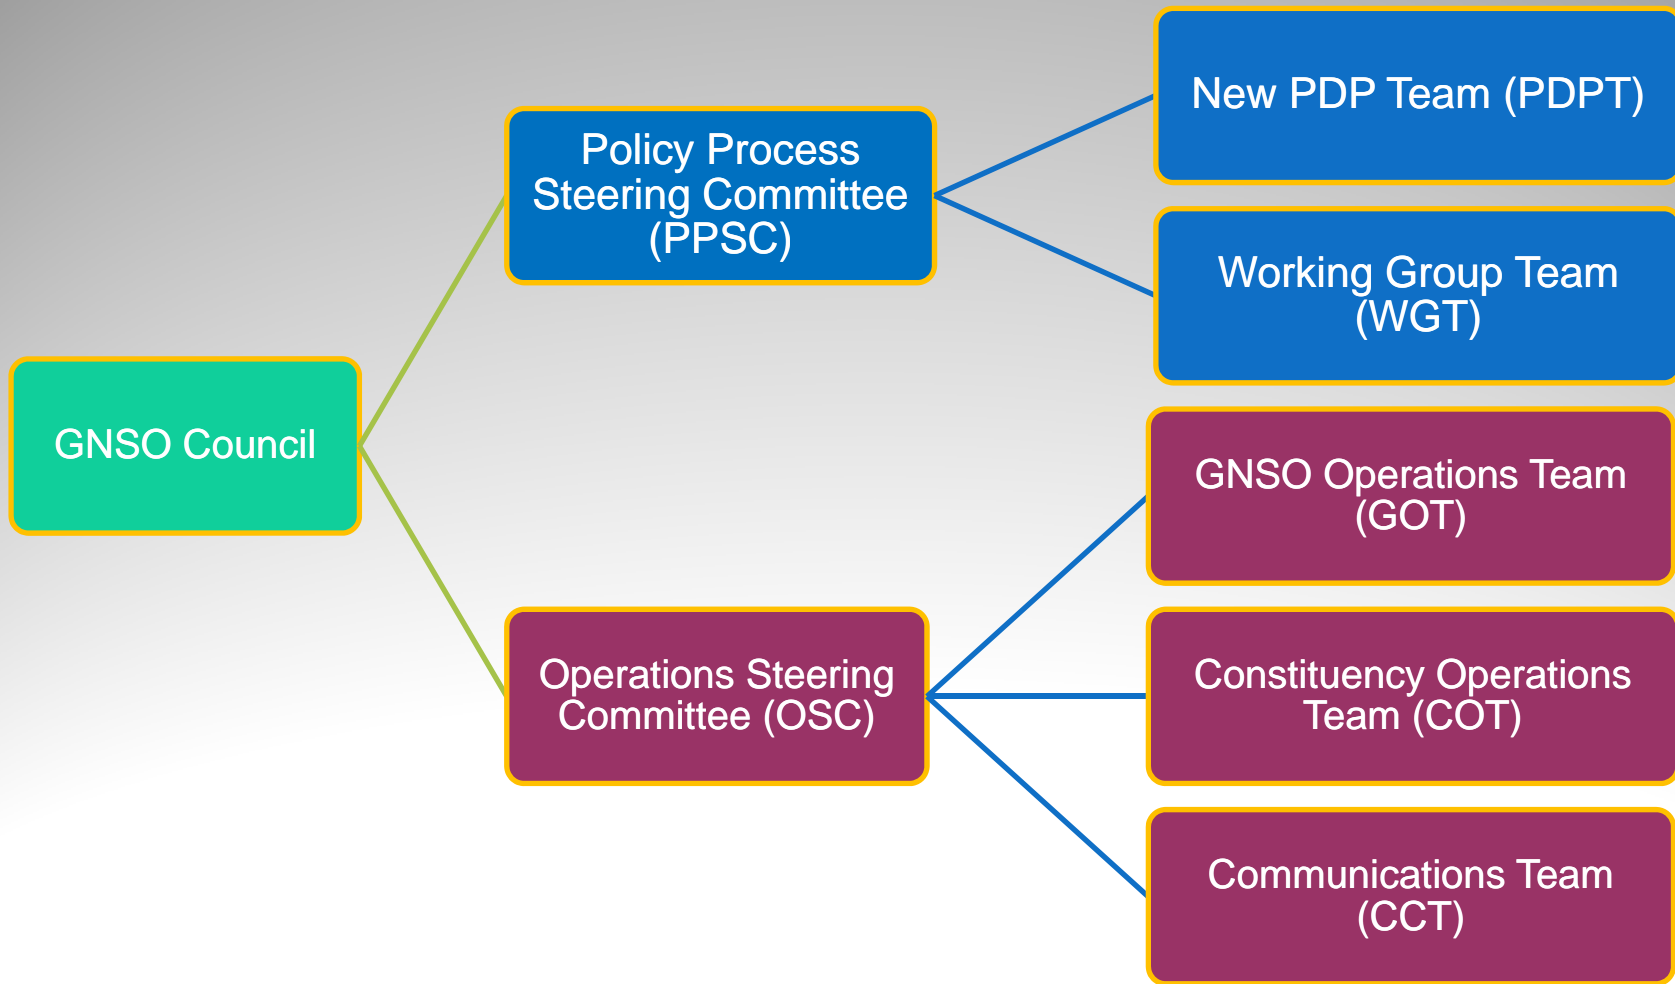 New PDP Team (PDPT)
Policy Process
Steering Committee
(PPSC)
Working Group Team
(WGT)
GNSO Council
GNSO Operations Team
(GOT)
Operations Steering
Committee (OSC)
Constituency Operations
Team (COT)
Communications Team
(CCT)